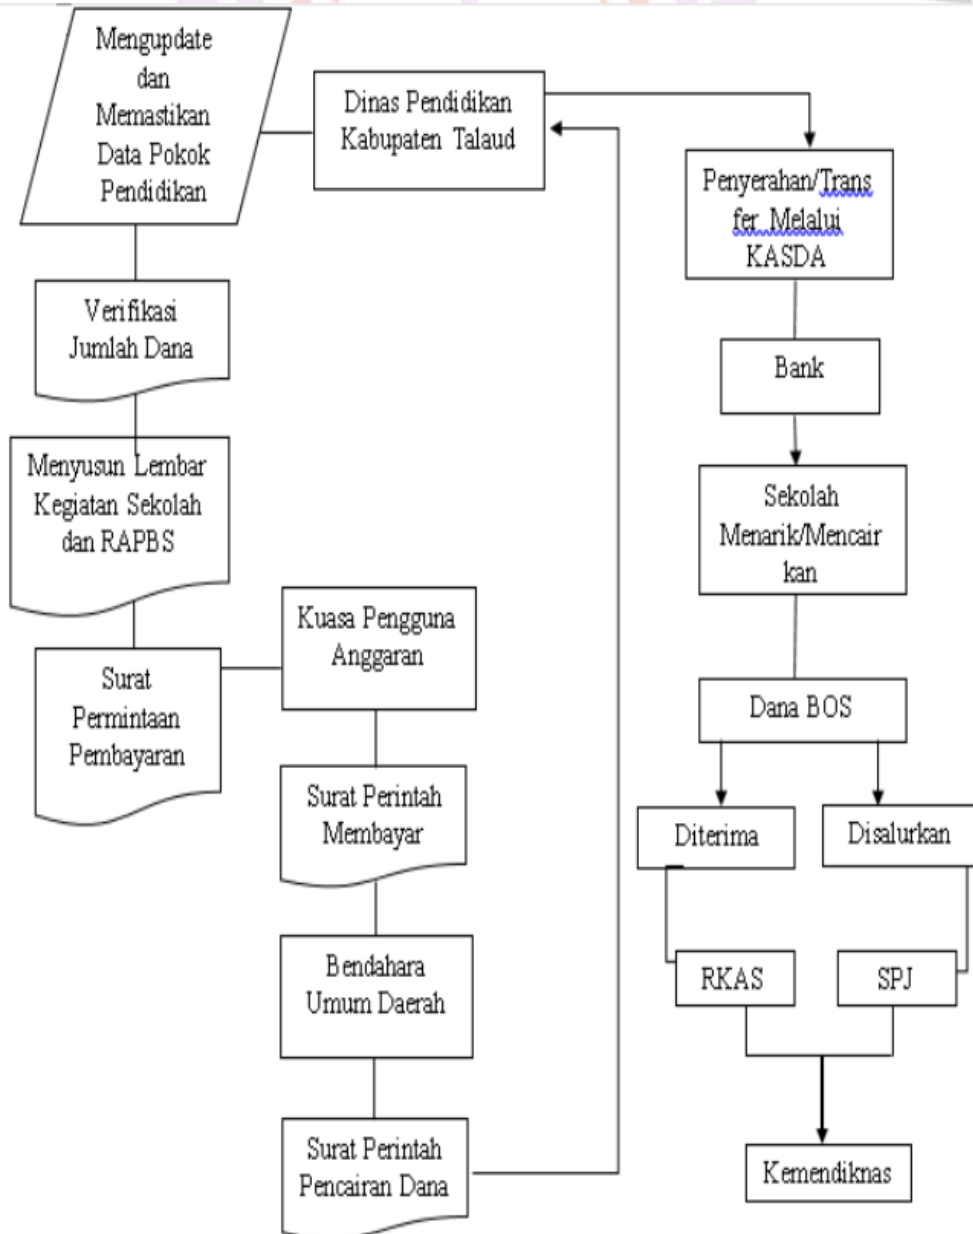 Mengupdate
dan
Memastikan
Data Pokok
Pendidikan
Dinas Pendidikan
Kabupaten Talaud
Penyerahan/Trans
fer Melalui
KASDA
Verifikasi
Jumlah Dana
Bank
Menyusun Lembar
Kegiatan Sekolah
dan RAPBS
Sekolah
Menarik/Mencair
kan
Kuasa Pengguna
Anggaran
Surat
Permintaan
Pembayaran
Dana BOS
Surat Perintah
Membayar
Diterima
Disalurkan
Bendahara
Umum Daerah
RKAS
SPJ
Surat Perintah
Pencairan Dana
Kemendiknas